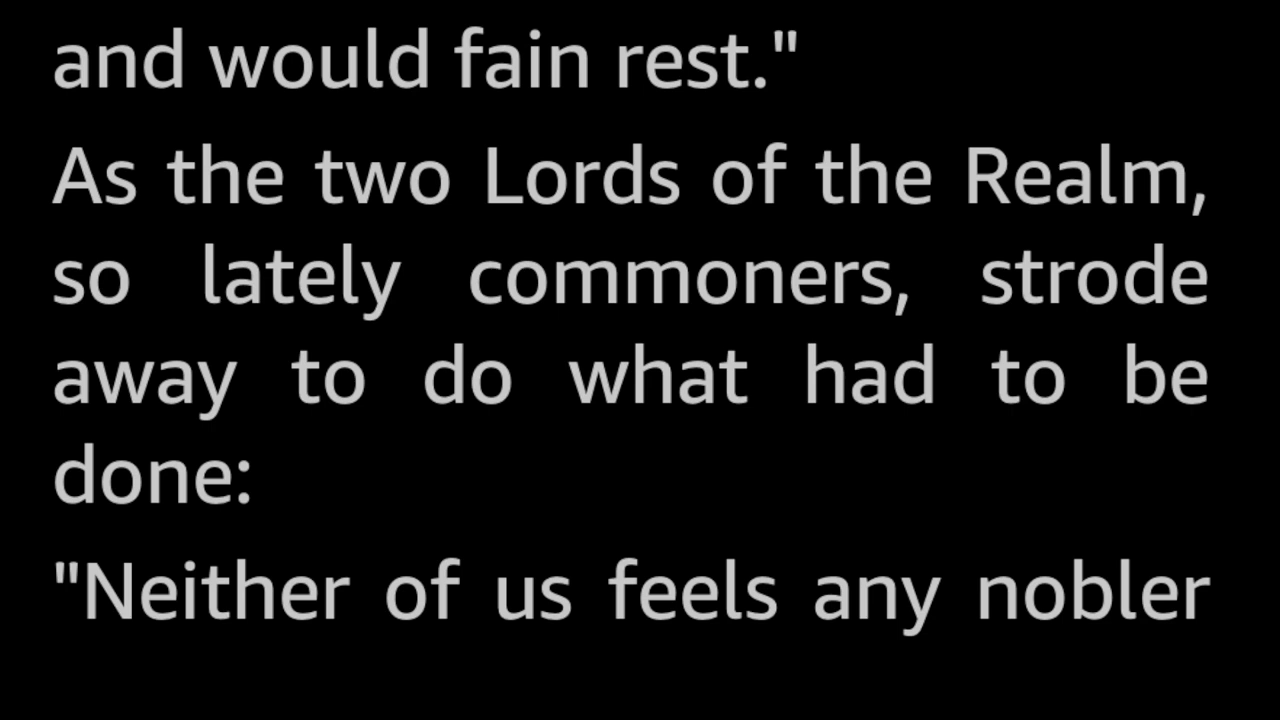 and would fain rest."
As the two Lords of the Realm,
so lately commoners, strode
away to do what had to be
done:
"Neither of us feels any nobler